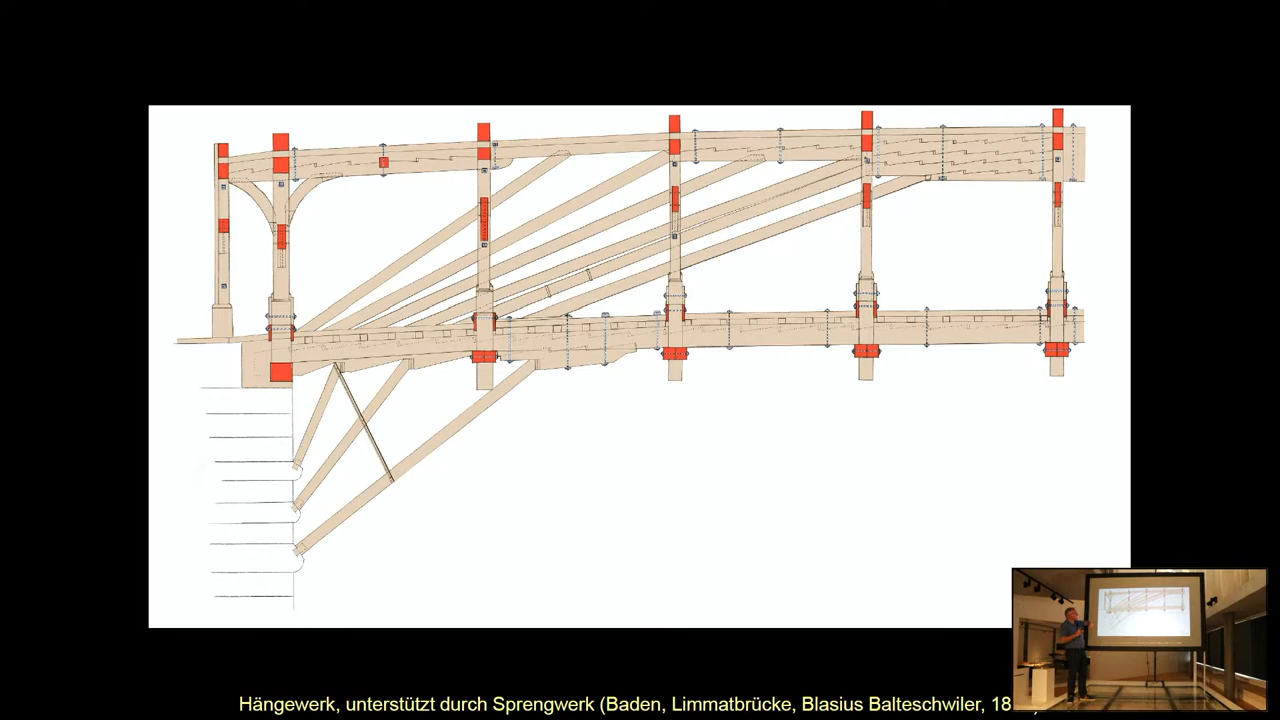 Hängewerk, unterstützt durch Sprengwerk (Baden, Limmatbrücke, Blasius Balteschwiler, 18